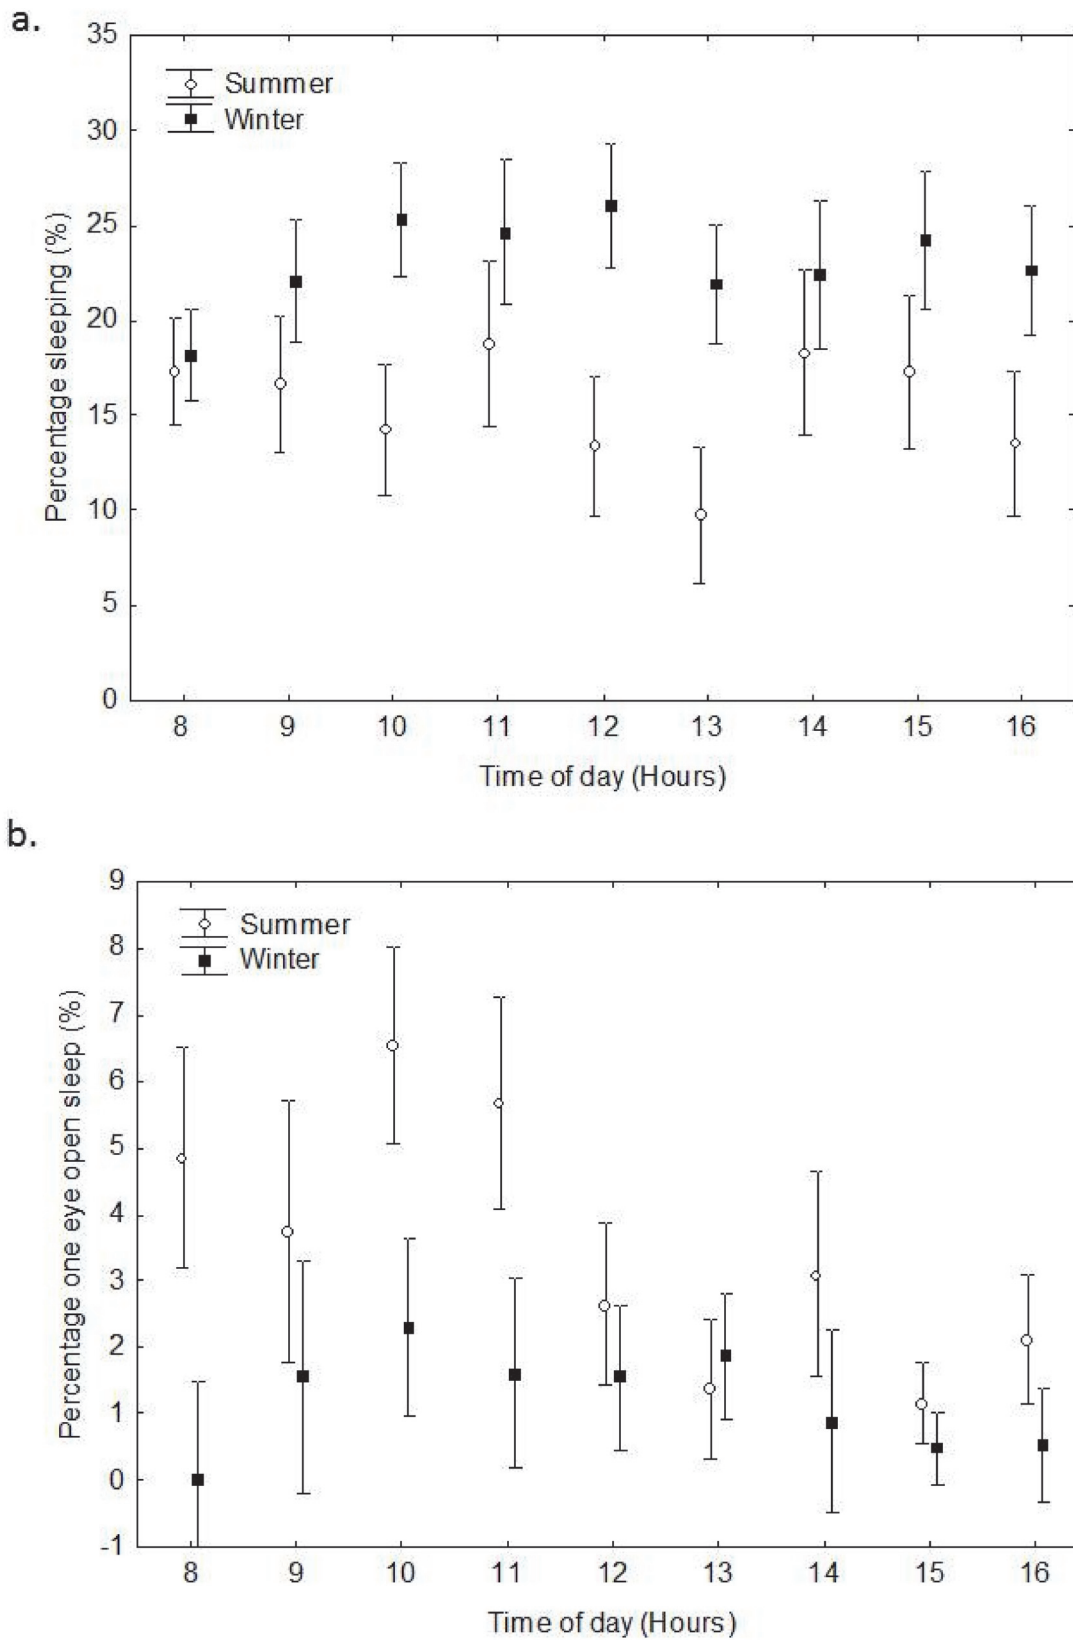 a.
35
30
25
20
15
10
5
0
Percentage sleeping (%)
Summer
Winter
8 9 10 11 12 13 14 15 16
Time of day (Hours)
b.
9
8
7
6
5
4
3
2
1
0
-1
Percentage one eye open sleep (%)
Summer
Winter
8 9 10 11 12 13 14 15 16
Time of day (Hours)